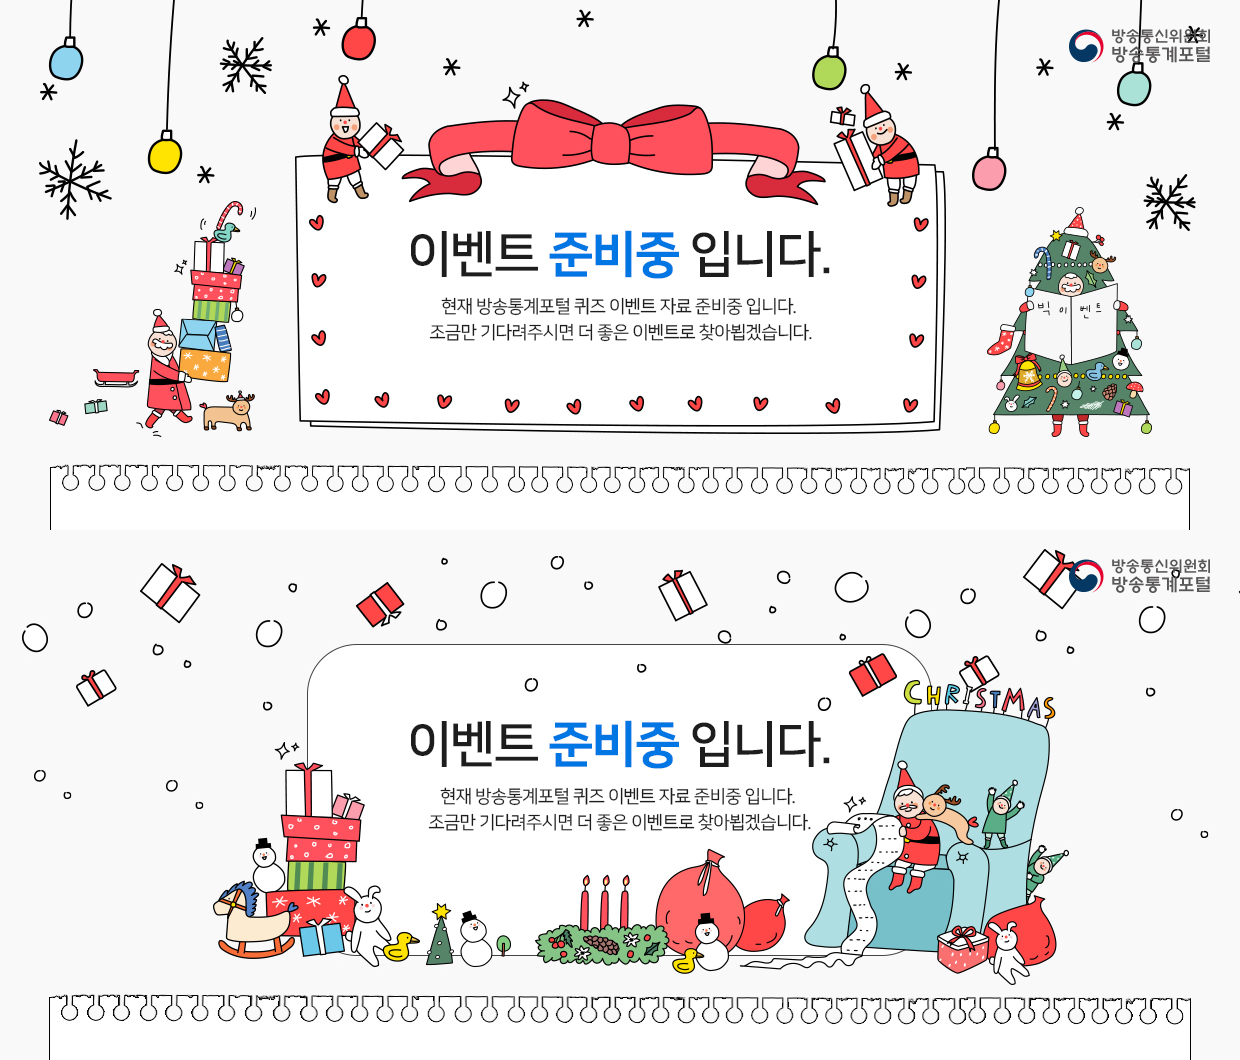 방송통신위원회
방송통계포털
이벤트 준비중 입니다.
현재 방송통계포털 퀴즈 이벤트 자료 준비중 입니다.
조금만 기다려주시면 더 좋은 이벤트로 찾아뵙겠습니다.
빅 이 벤트
방송통신위원회
방송통계포털
CHRISTMAS
이벤트 준비중 입니다.
현재 방송통계포털 퀴즈 이벤트 자료 준비중 입니다.
조금만 기다려주시면 더 좋은 이벤트로 찾아뵙겠습니다.